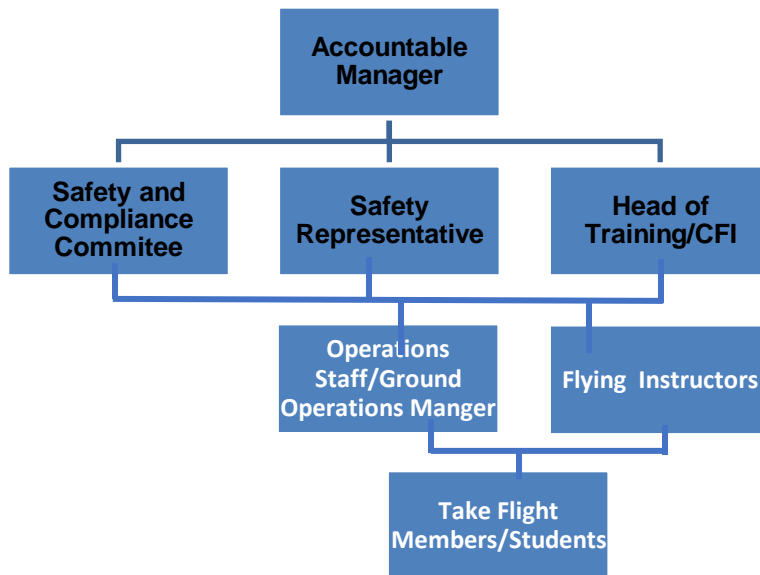 Accountable
Manager
Safety and
Compliance
Commitee
Safety
Representative
Head of
Training/CFI
Operations
Staff/Ground
Operations Manger
Flying Instructors
Take Flight
Members/Students